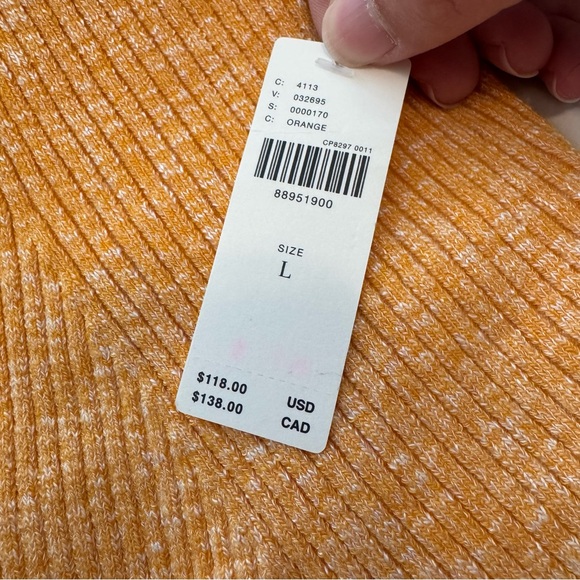 C: 4113
V: 032695
S: 0000170
C: ORANGE
CP8297 0011
88951900
SIZE
L
$118.00 USD
$138.00 CAD